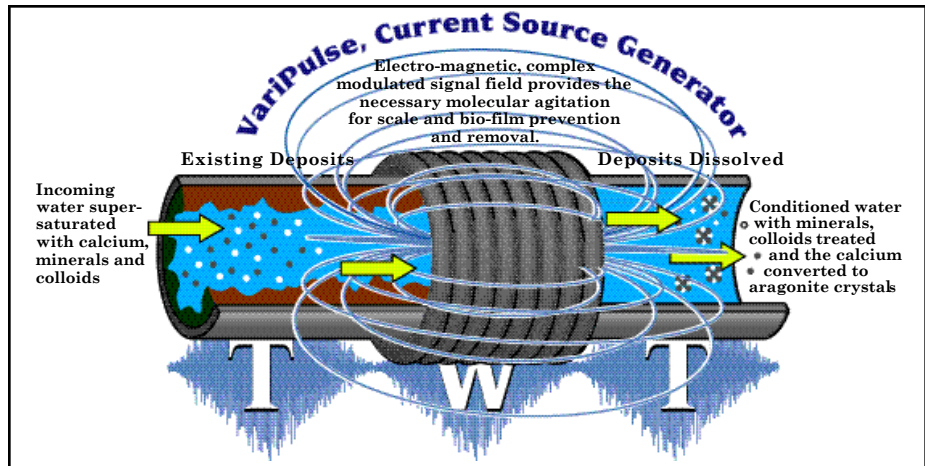 VariPulse, Current Source Generator
Electro-magnetic, complex
modulated signal field provides the
necessary molecular agitation
for scale and bio-film prevention
and removal.
Existing Deposits
Deposits Dissolved
Incoming
water super-
saturated
with calcium,
minerals and
colloids
Conditioned water
with minerals,
colloids treated
and the calcium
converted to
aragonite crystals
T W T